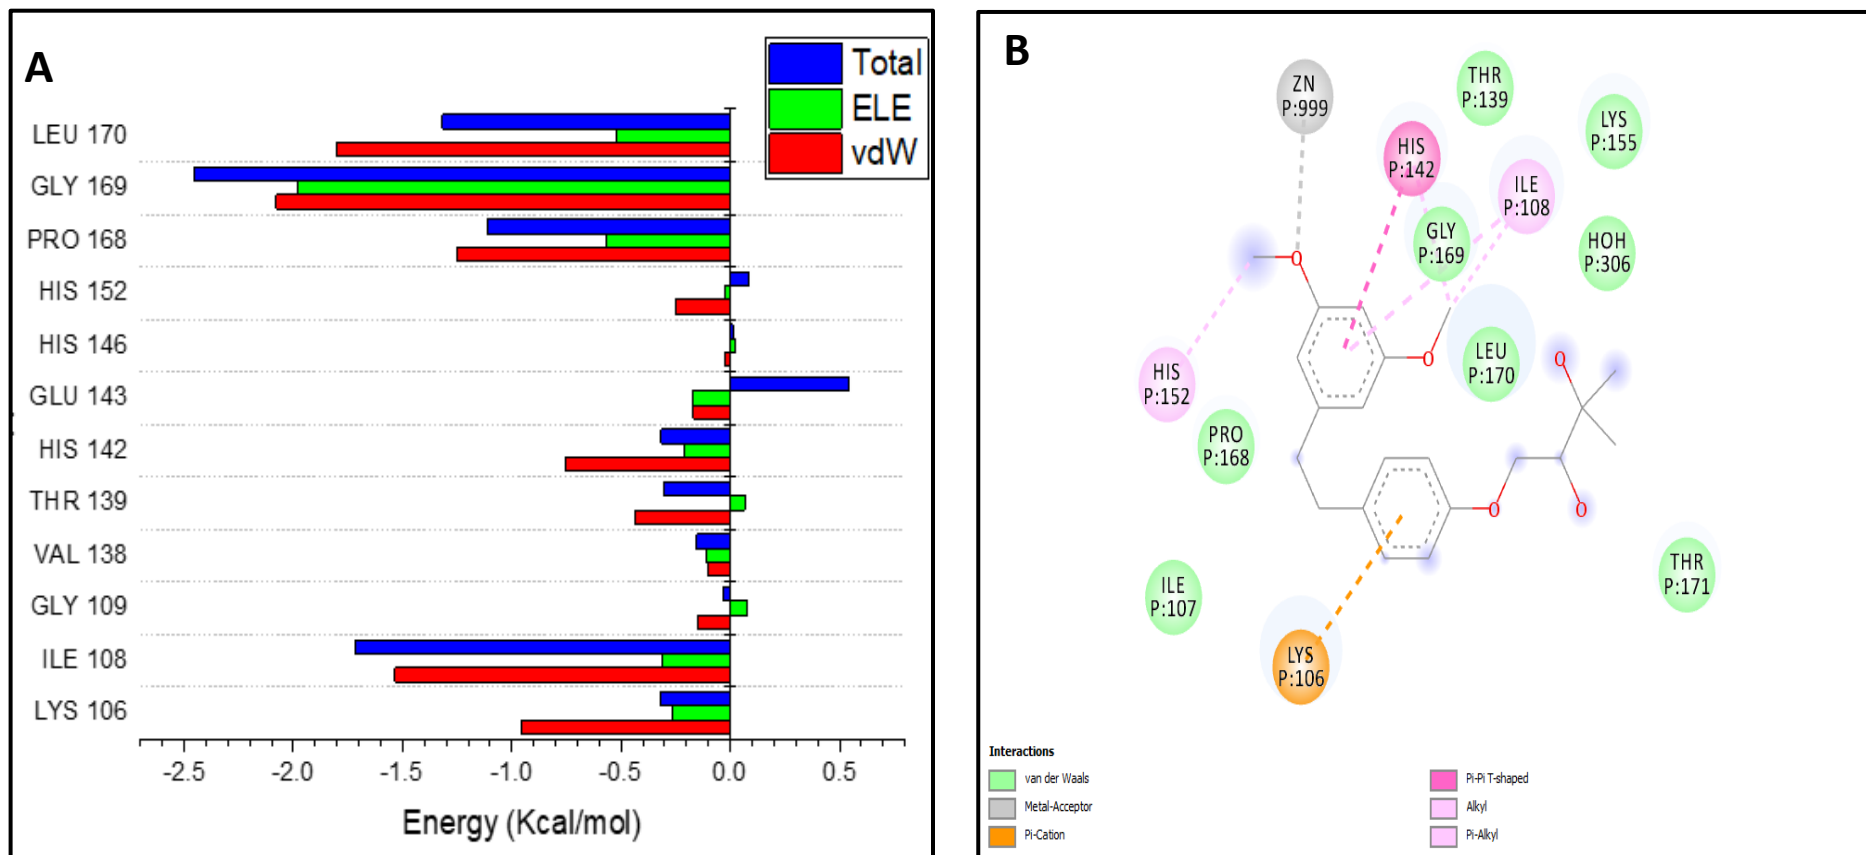 A
Total
ELE
vdW
LEU 170
GLY 169
PRO 168
HIS 152
HIS 146
GLU 143
HIS 142
THR 139
VAL 138
GLY 109
ILE 108
LYS 106
-2.5 -2.0 -1.5 -1.0 -0.5 0.0 0.5
Energy (Kcal/mol)
B
ZN
P:999
THR
P:139
LYS
P:155
HIS
P:142
ILE
P:108
GLY
P:169
HOH
P:306
O
LEU
P:170
O
O
HIS
P:152
PRO
P:168
O
O
ILE
P:107
THR
P:171
LYS
P:106
Interactions
van der Waals
Metal-Acceptor
Pi-Cation
Pi-Pi T-shaped
Alkyl
Pi-Alkyl